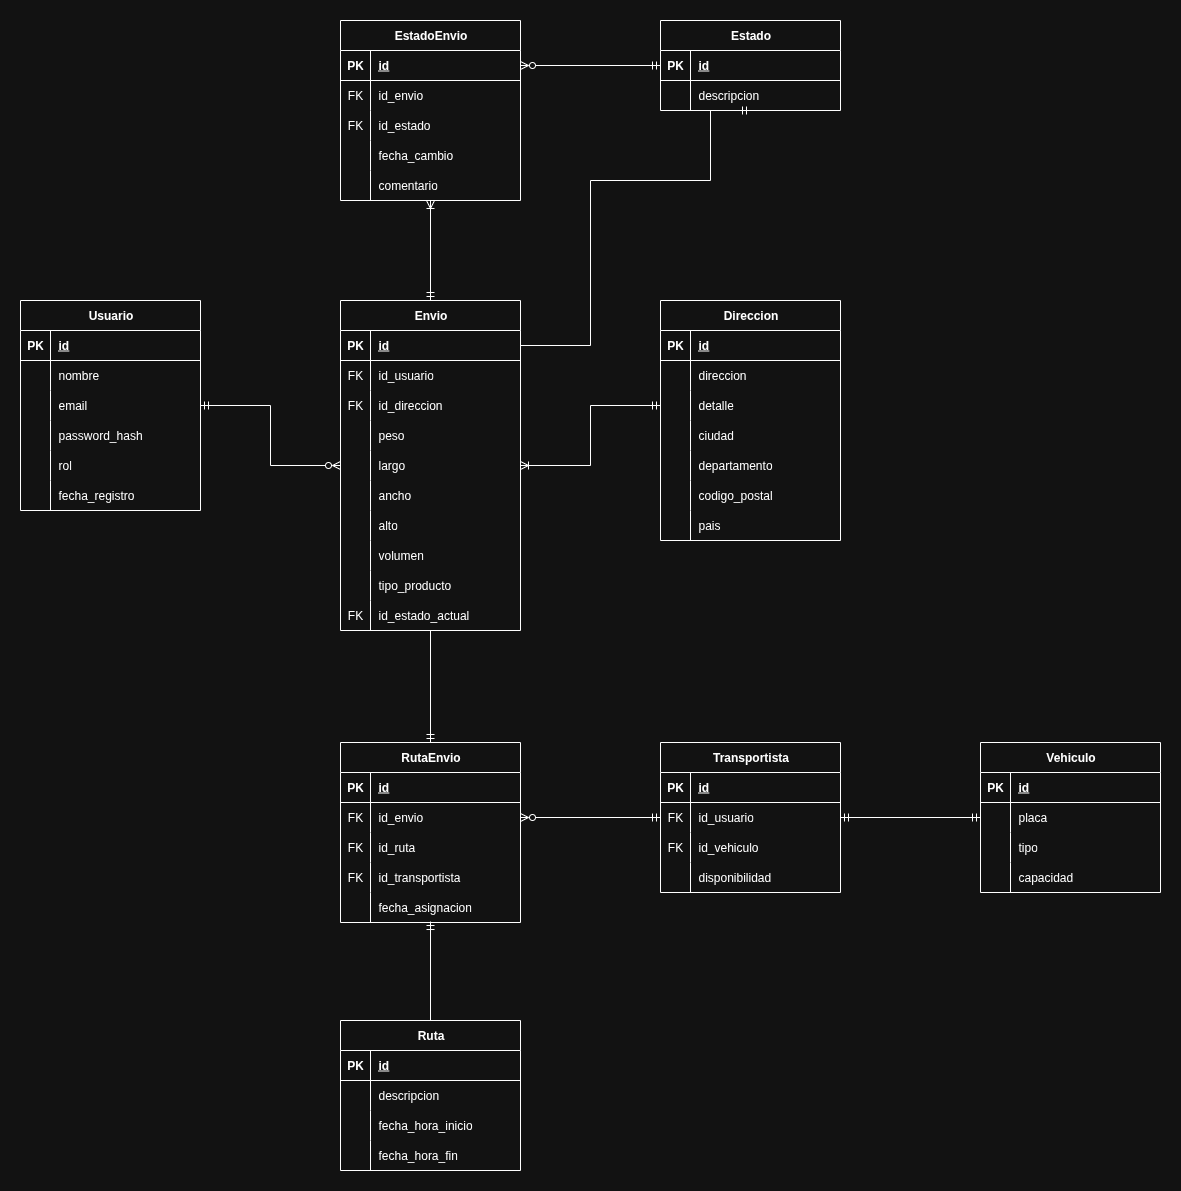 EstadoEnvio
PK id
FK id_envio
FK id_estado
fecha_cambio
comentario
Estado
PK id
descripcion
Usuario
PK id
nombre
email
password_hash
rol
fecha_registro
Envio
PK id
FK id_usuario
FK id_direccion
peso
largo
ancho
alto
volumen
tipo_producto
FK id_estado_actual
Direccion
PK id
direccion
detalle
ciudad
departamento
codigo_postal
pais
RutaEnvio
PK id
FK id_envio
FK id_ruta
FK id_transportista
fecha_asignacion
Transportista
PK id
FK id_usuario
FK id_vehiculo
disponibilidad
Vehiculo
PK id
placa
tipo
capacidad
Ruta
PK id
descripcion
fecha_hora_inicio
fecha_hora_fin